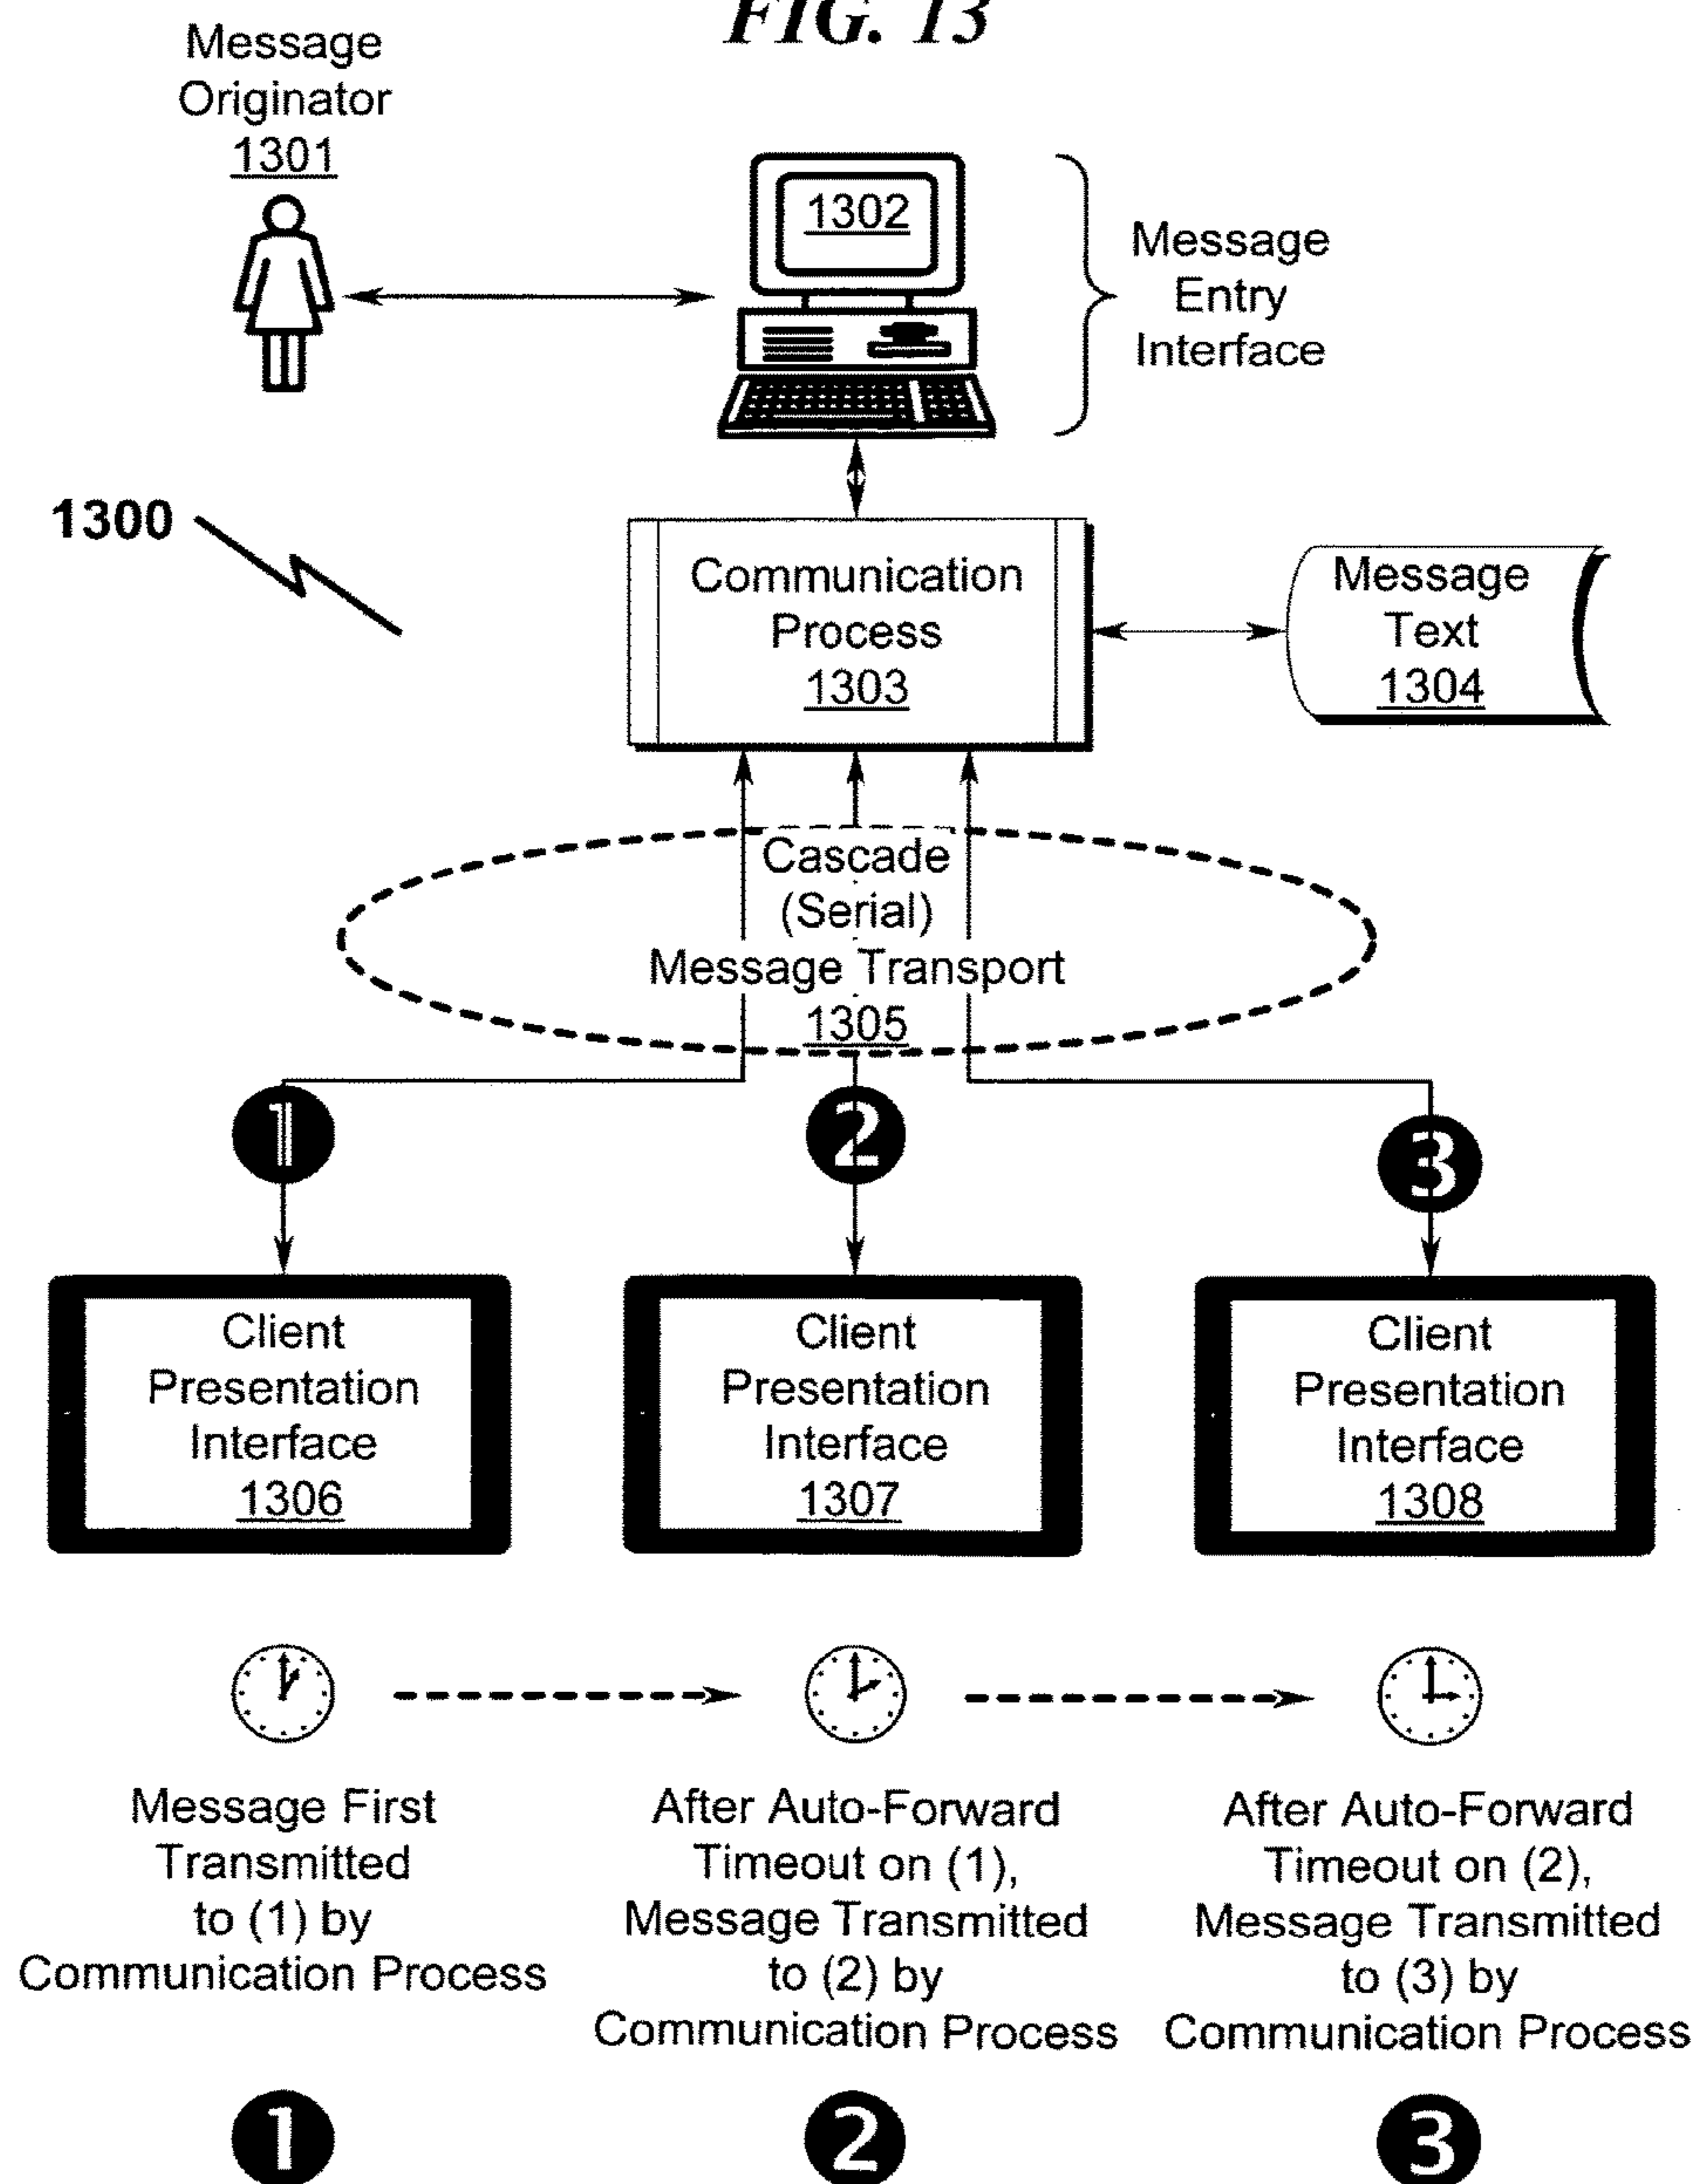 FIG. 13
Message
Originator
1301
1302
Message
Entry
Interface
1300
Communication
Process
1303
Message
Text
1304
Cascade
(Serial)
Message Transport
1305
1
2
3
Client
Presentation
Interface
1306
Client
Presentation
Interface
1307
Client
Presentation
Interface
1308
Message First
Transmitted
to (1) by
Communication Process
After Auto-Forward
Timeout on (1),
Message Transmitted
to (2) by
Communication Process
After Auto-Forward
Timeout on (2),
Message Transmitted
to (3) by
Communication Process
1
2
3